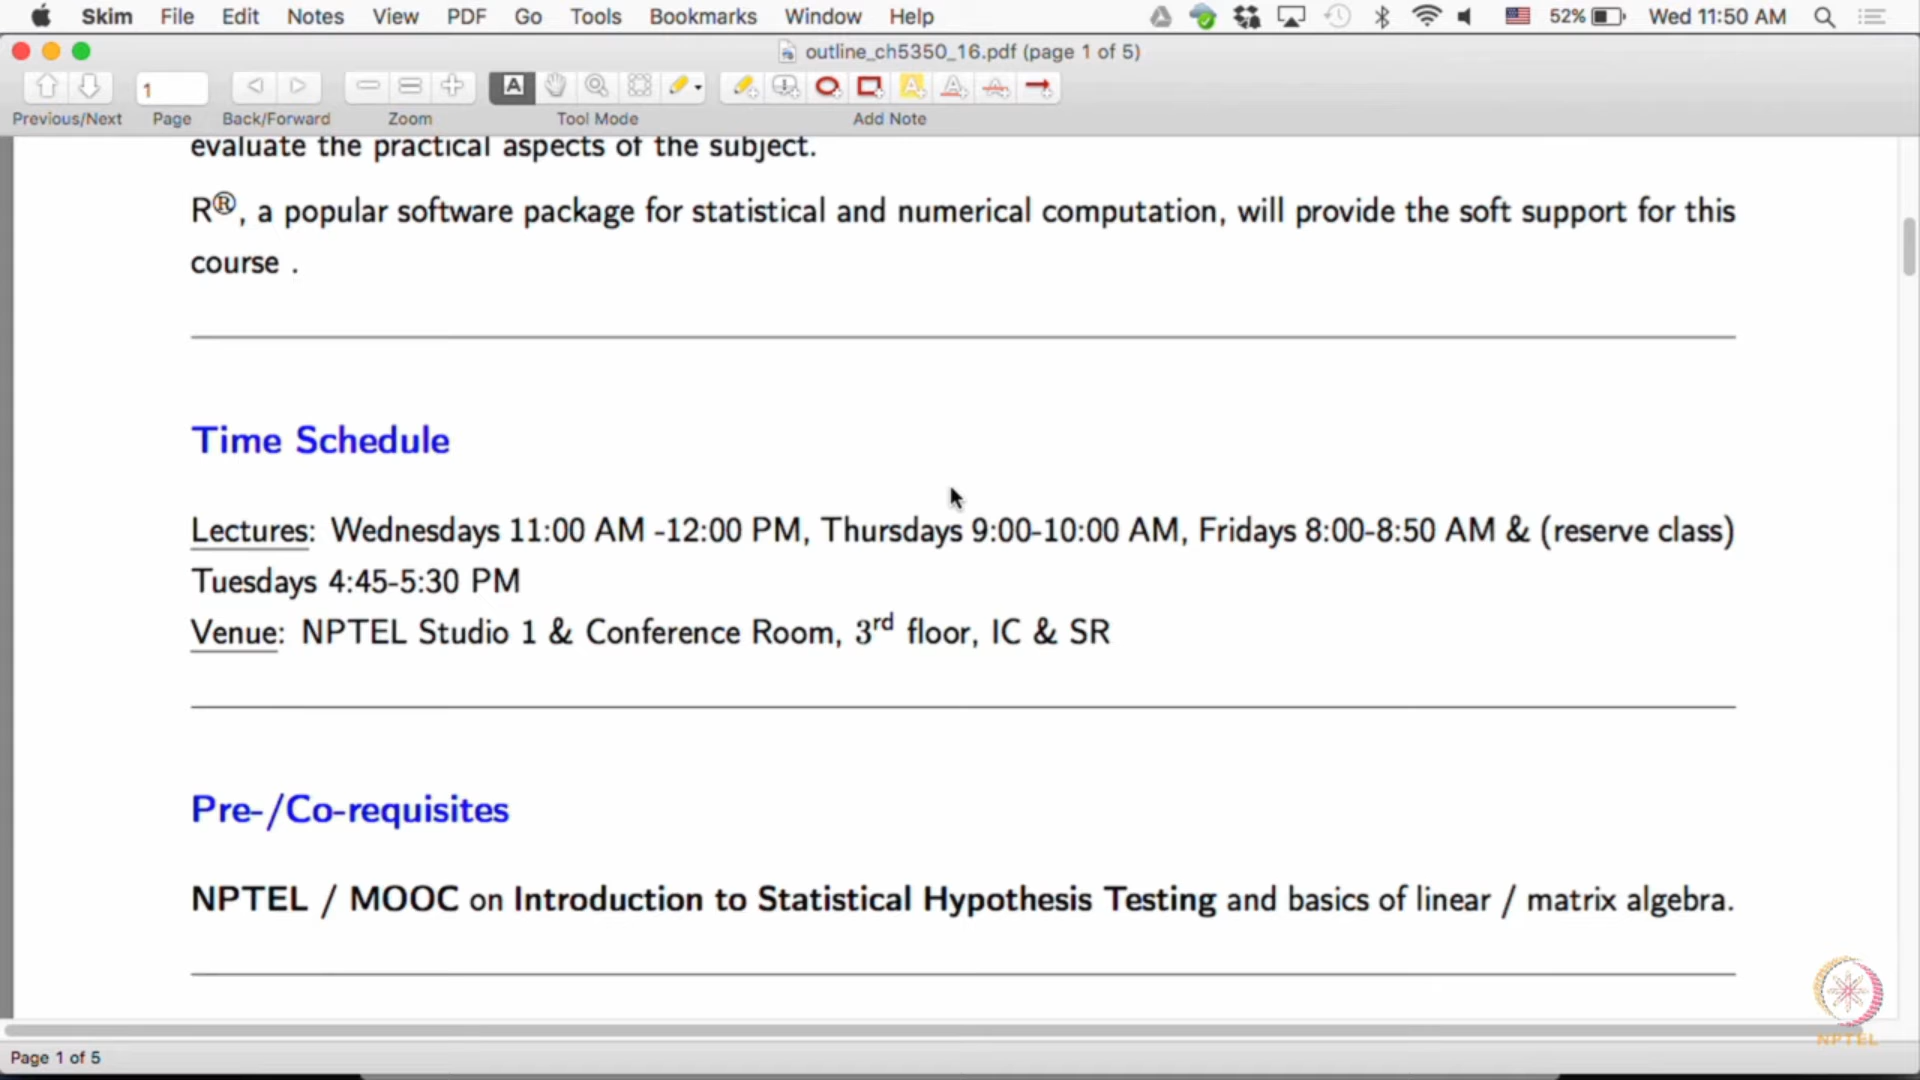 Skim File Edit Notes View PDF Go Tools Bookmarks Window Help 52% Wed 11:50 AM
outline_ch5350_16.pdf (page 1 of 5)
1
Previous/Next Page Back/Forward Zoom Tool Mode Add Note
evaluate the practical aspects of the subject.
R®, a popular software package for statistical and numerical computation, will provide the soft support for this
course .
Time Schedule
Lectures: Wednesdays 11:00 AM -12:00 PM, Thursdays 9:00-10:00 AM, Fridays 8:00-8:50 AM & (reserve class)
Tuesdays 4:45-5:30 PM
Venue: NPTEL Studio 1 & Conference Room, 3rd floor, IC & SR
Pre-/Co-requisites
NPTEL / MOOC on Introduction to Statistical Hypothesis Testing and basics of linear / matrix algebra.
NPTEL
Page 1 of 5